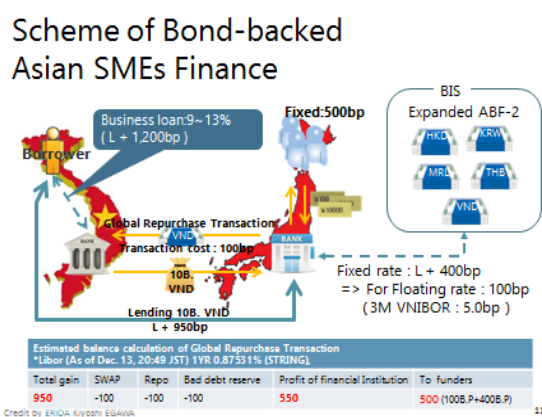 Scheme of Bond-backed
Asian SMEs Finance
BIS
Expanded ABF-2
HKD
KRW
MRL
THB
VND
Business loan:9~13%
( L + 1,200bp )
Fixed:500bp
Borrower
¥100
¥10000
Global Repurchase Transaction
VND
Transaction cost : 100bp
BANK
BANK
10B.
VND
Lending 10B. VND
L + 950bp
Fixed rate : L + 400bp
=> For Floating rate : 100bp
( 3M VNIBOR : 5.0bp )
Estimated balance calculation of Global Repurchase Transaction
*Libor (As of Dec. 13, 20:49 JST) 1YR 0.87531% (STRING),
Total gain SWAP Repo Bad debt reserve Profit of financial Institution To funders
950 -100 -100 -100 550 500 (100B.P+400B.P)
Credit by ERIOA Kiyoshi EGAWA